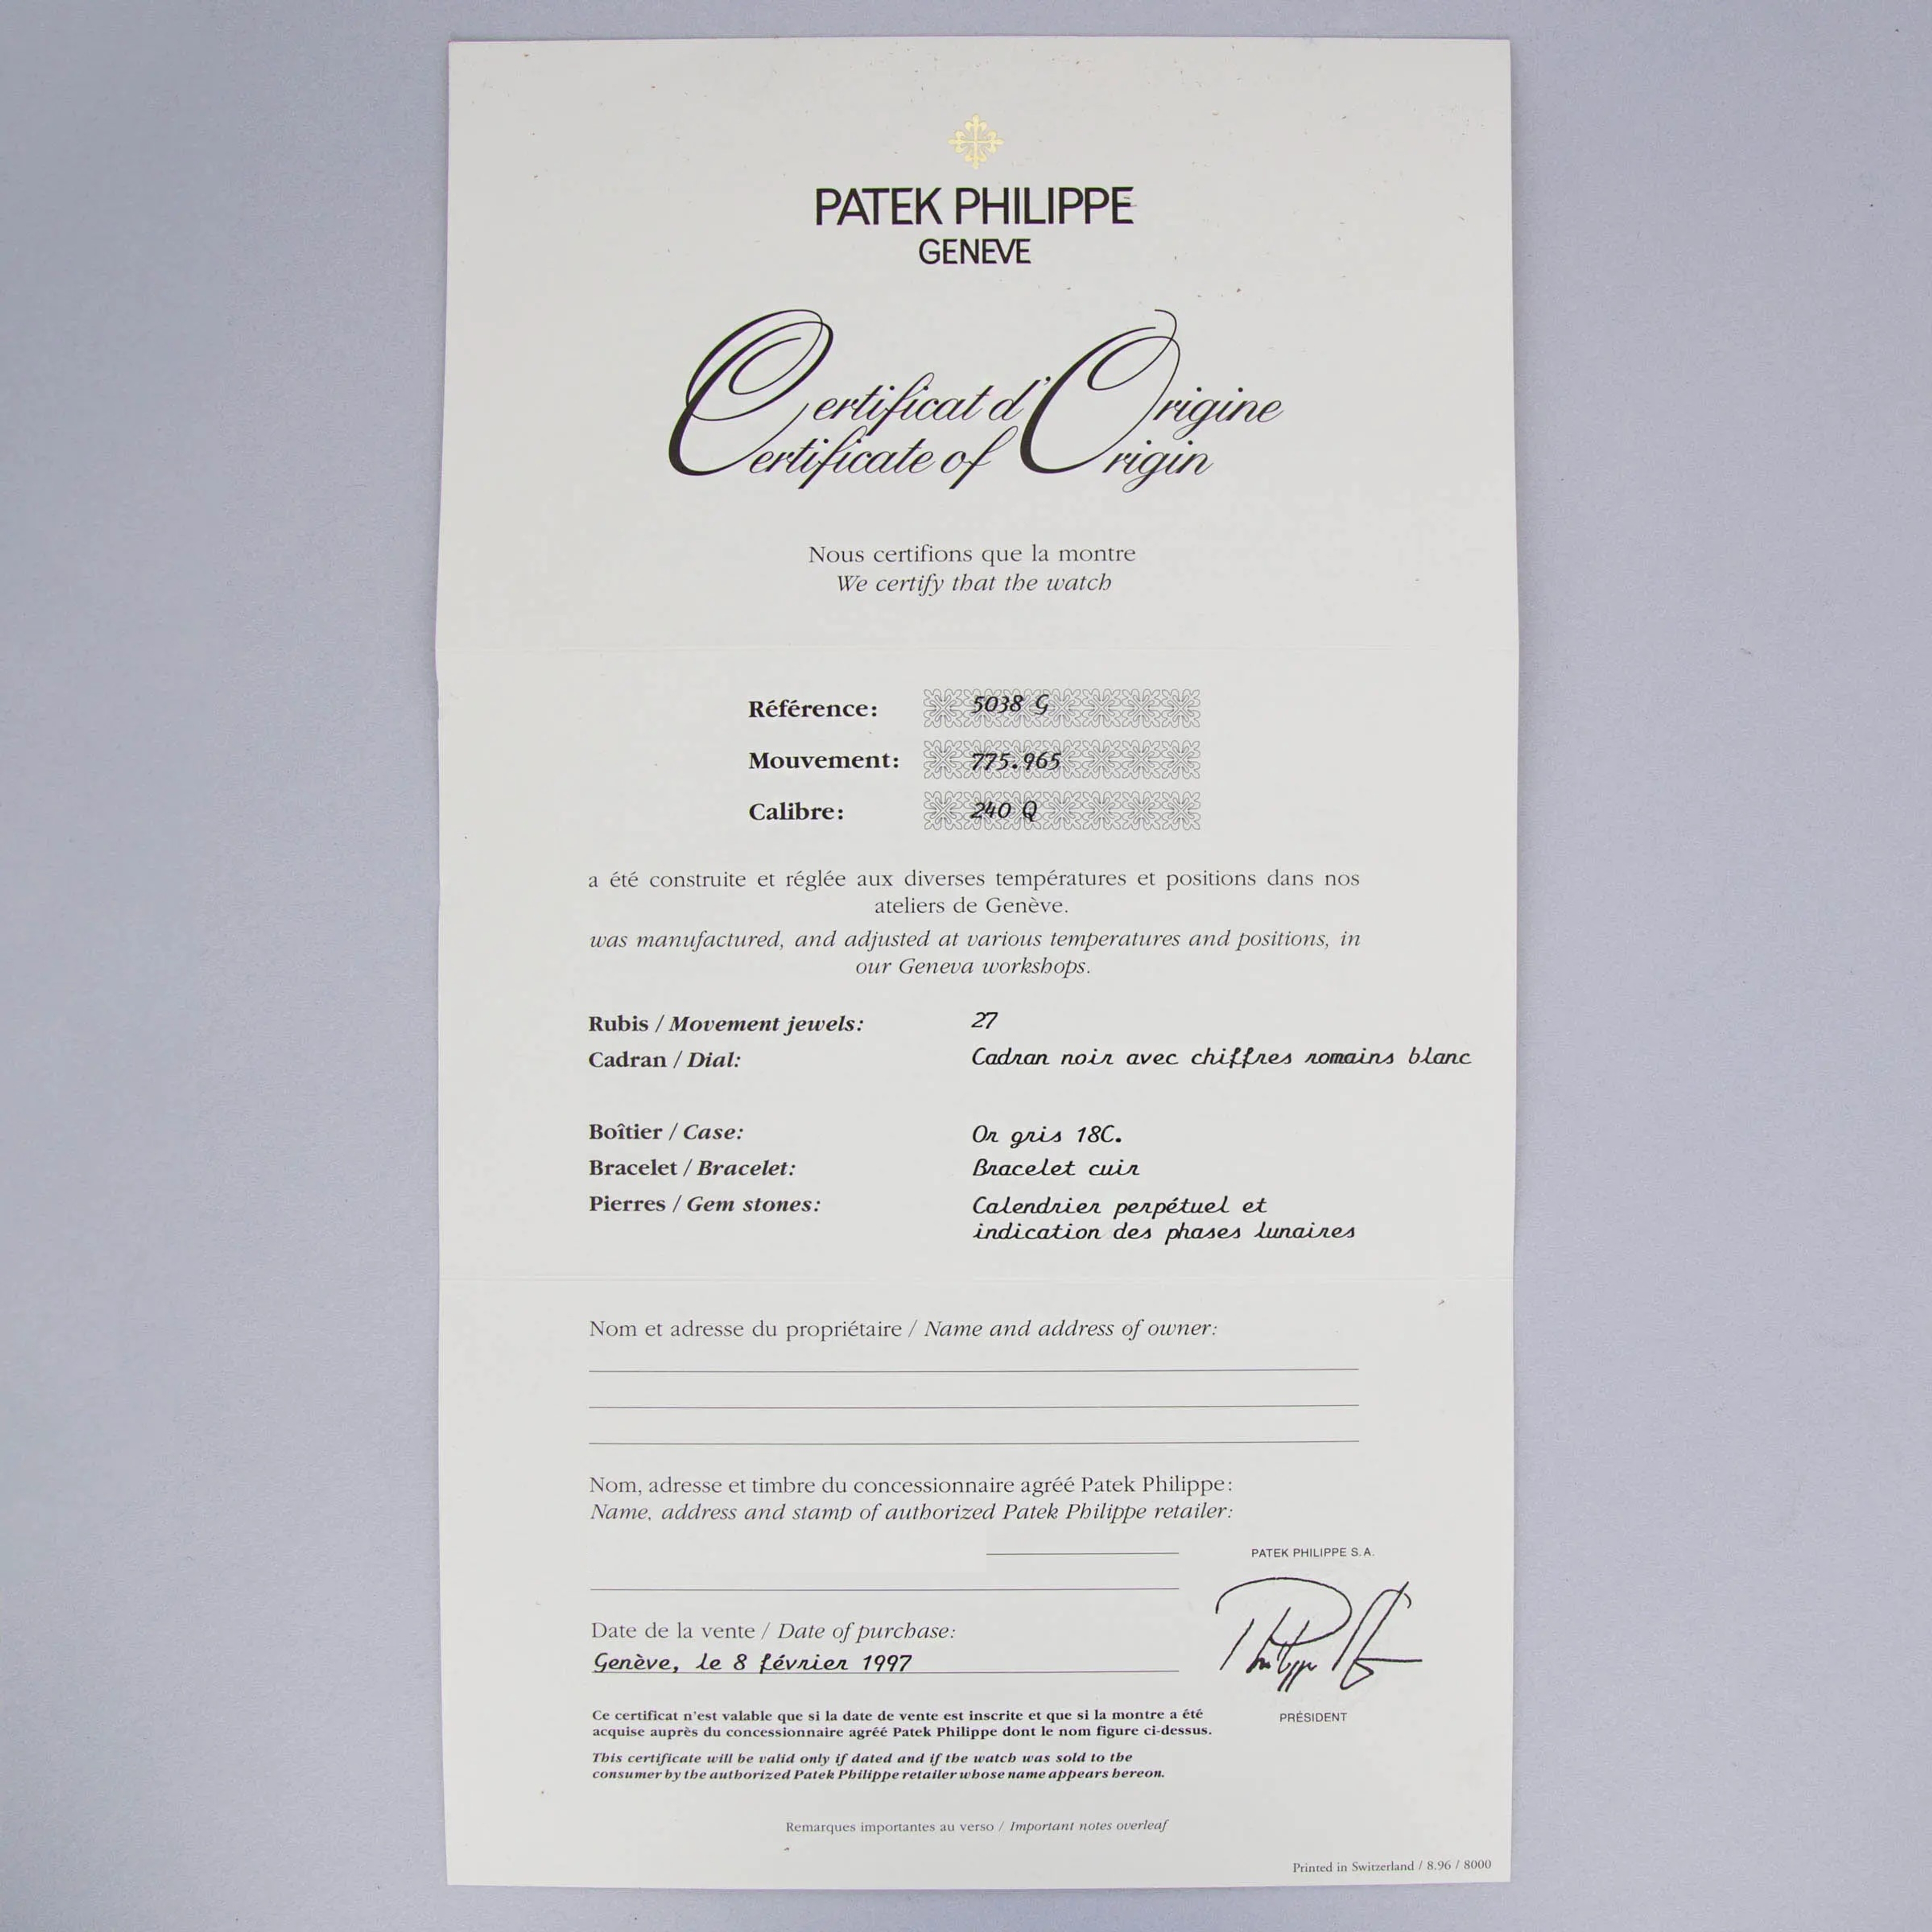 PATEK PHILIPPE
GENEVE
Certificat d'Origine
Certificate of Origin
Nous certifions que la montre
We certify that the watch
Référence: 5038 G
Mouvement: 775.965
Calibre: 240 Q
a été construite et réglée aux diverses températures et positions dans nos
ateliers de Genève.
was manufactured, and adjusted at various temperatures and positions, in
our Geneva workshops.
Rubis / Movement jewels: 27
Cadran / Dial: Cadran noir avec chiffres romains blanc
Boîtier / Case: Or gris 18C.
Bracelet / Bracelet: Bracelet cuir
Pierres / Gem stones: Calendrier perpétuel et
indication des phases lunaires
Nom et adresse du propriétaire / Name and address of owner:
Nom, adresse et timbre du concessionnaire agréé Patek Philippe:
Name, address and stamp of authorized Patek Philippe retailer:
PATEK PHILIPPE S.A.
Date de la vente / Date of purchase:
Genève, le 8 février 1997
PRÉSIDENT
Ce certificat n'est valable que si la date de vente est inscrite et que si la montre a été
acquise auprès du concessionnaire agréé Patek Philippe dont le nom figure ci-dessus.
This certificate will be valid only if dated and if the watch was sold to the
consumer by the authorized Patek Philippe retailer whose name appears hereon.
Remarques importantes au verso / Important notes overleaf
Printed in Switzerland / 8.96 / 8000